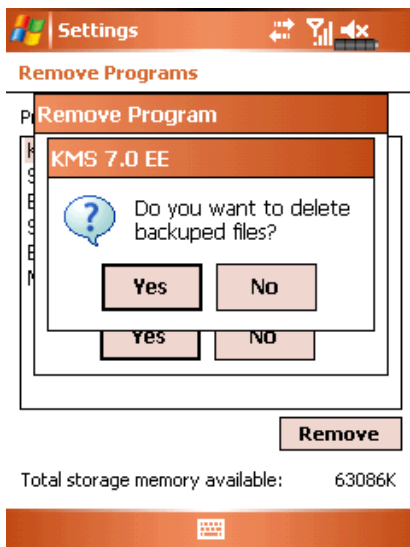 Settings
Remove Programs
Remove Program
KMS 7.0 EE
Do you want to delete
backuped files?
Yes No
Yes No
Remove
Total storage memory available: 63086K